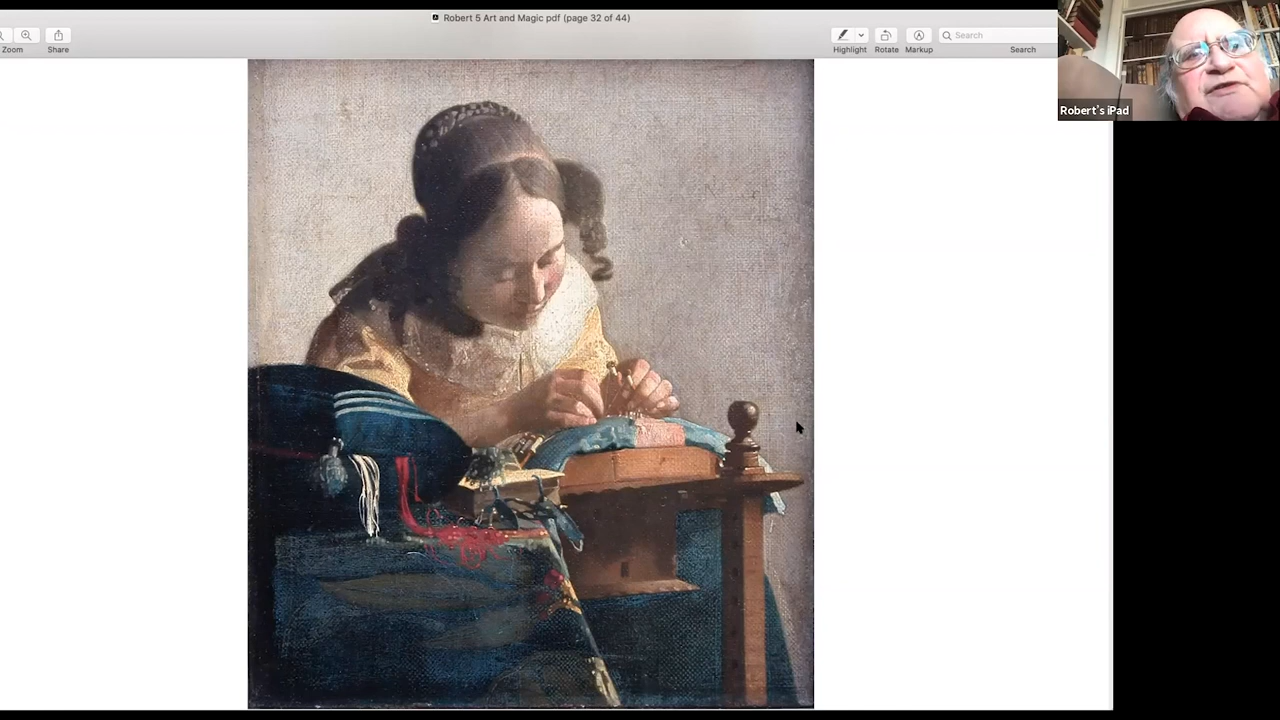 Robert 5 Art and Magic pdf (page 32 of 44)
Zoom
Share
Highlight
Rotate
Markup
Search
Search
Robert's iPad